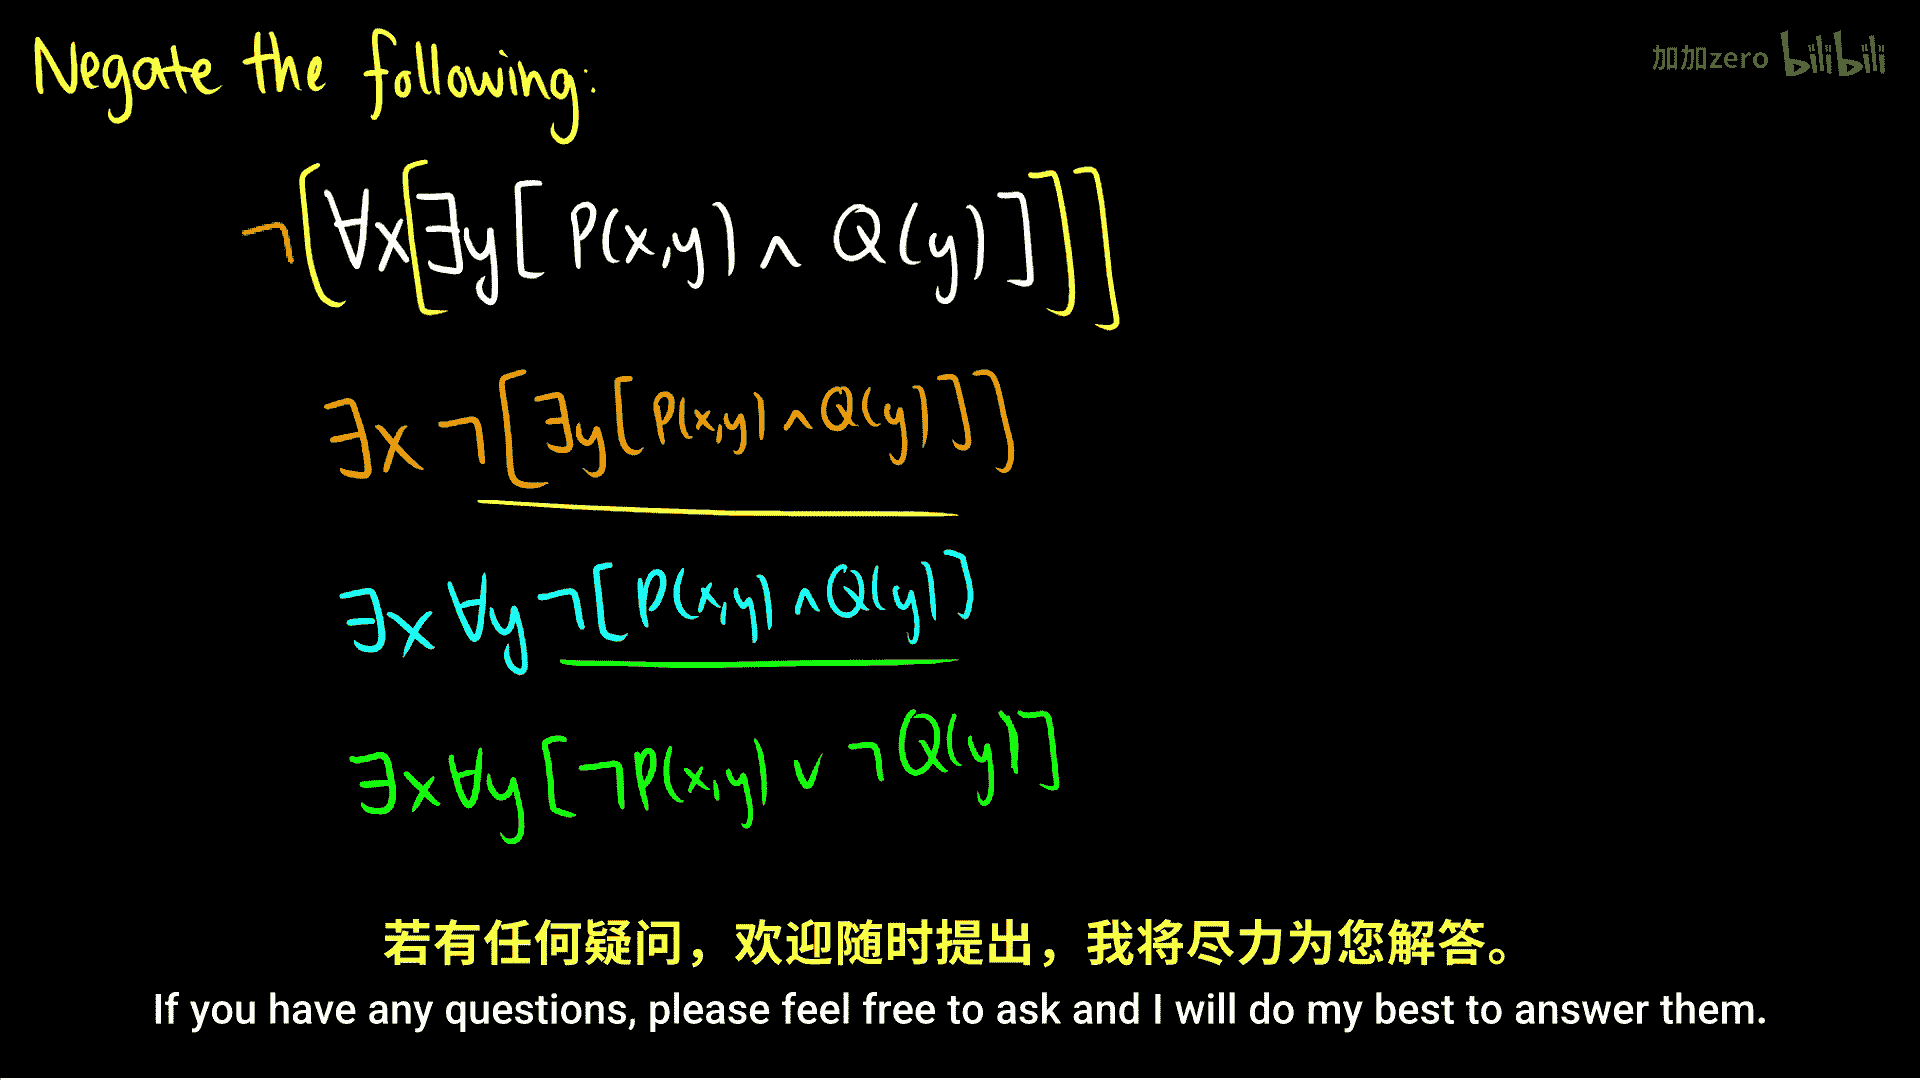 Negate the following:
加加zero bilibili
¬[∀x[∃y[P(x,y) ∧ Q(y)]]]
∃x ¬[∃y[P(x,y) ∧ Q(y)]]
∃x ∀y ¬[P(x,y) ∧ Q(y)]
∃x ∀y [¬P(x,y) ∨ ¬Q(y)]
若有任何疑问，欢迎随时提出，我将尽力为您解答。
If you have any questions, please feel free to ask and I will do my best to answer them.